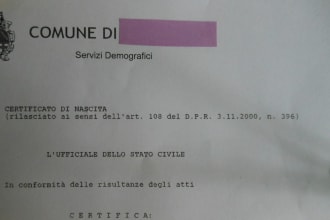 COMUNE DI
Servizi Demografici
CERTIFICATO DI NASCITA
(rilasciato ai sensi dell'art. 108 del D.P.R. 3.11.2000, n. 396)
L'UFFICIALE DELLO STATO CIVILE
In conformità delle risultanze degli atti
C E R T I F I C A :